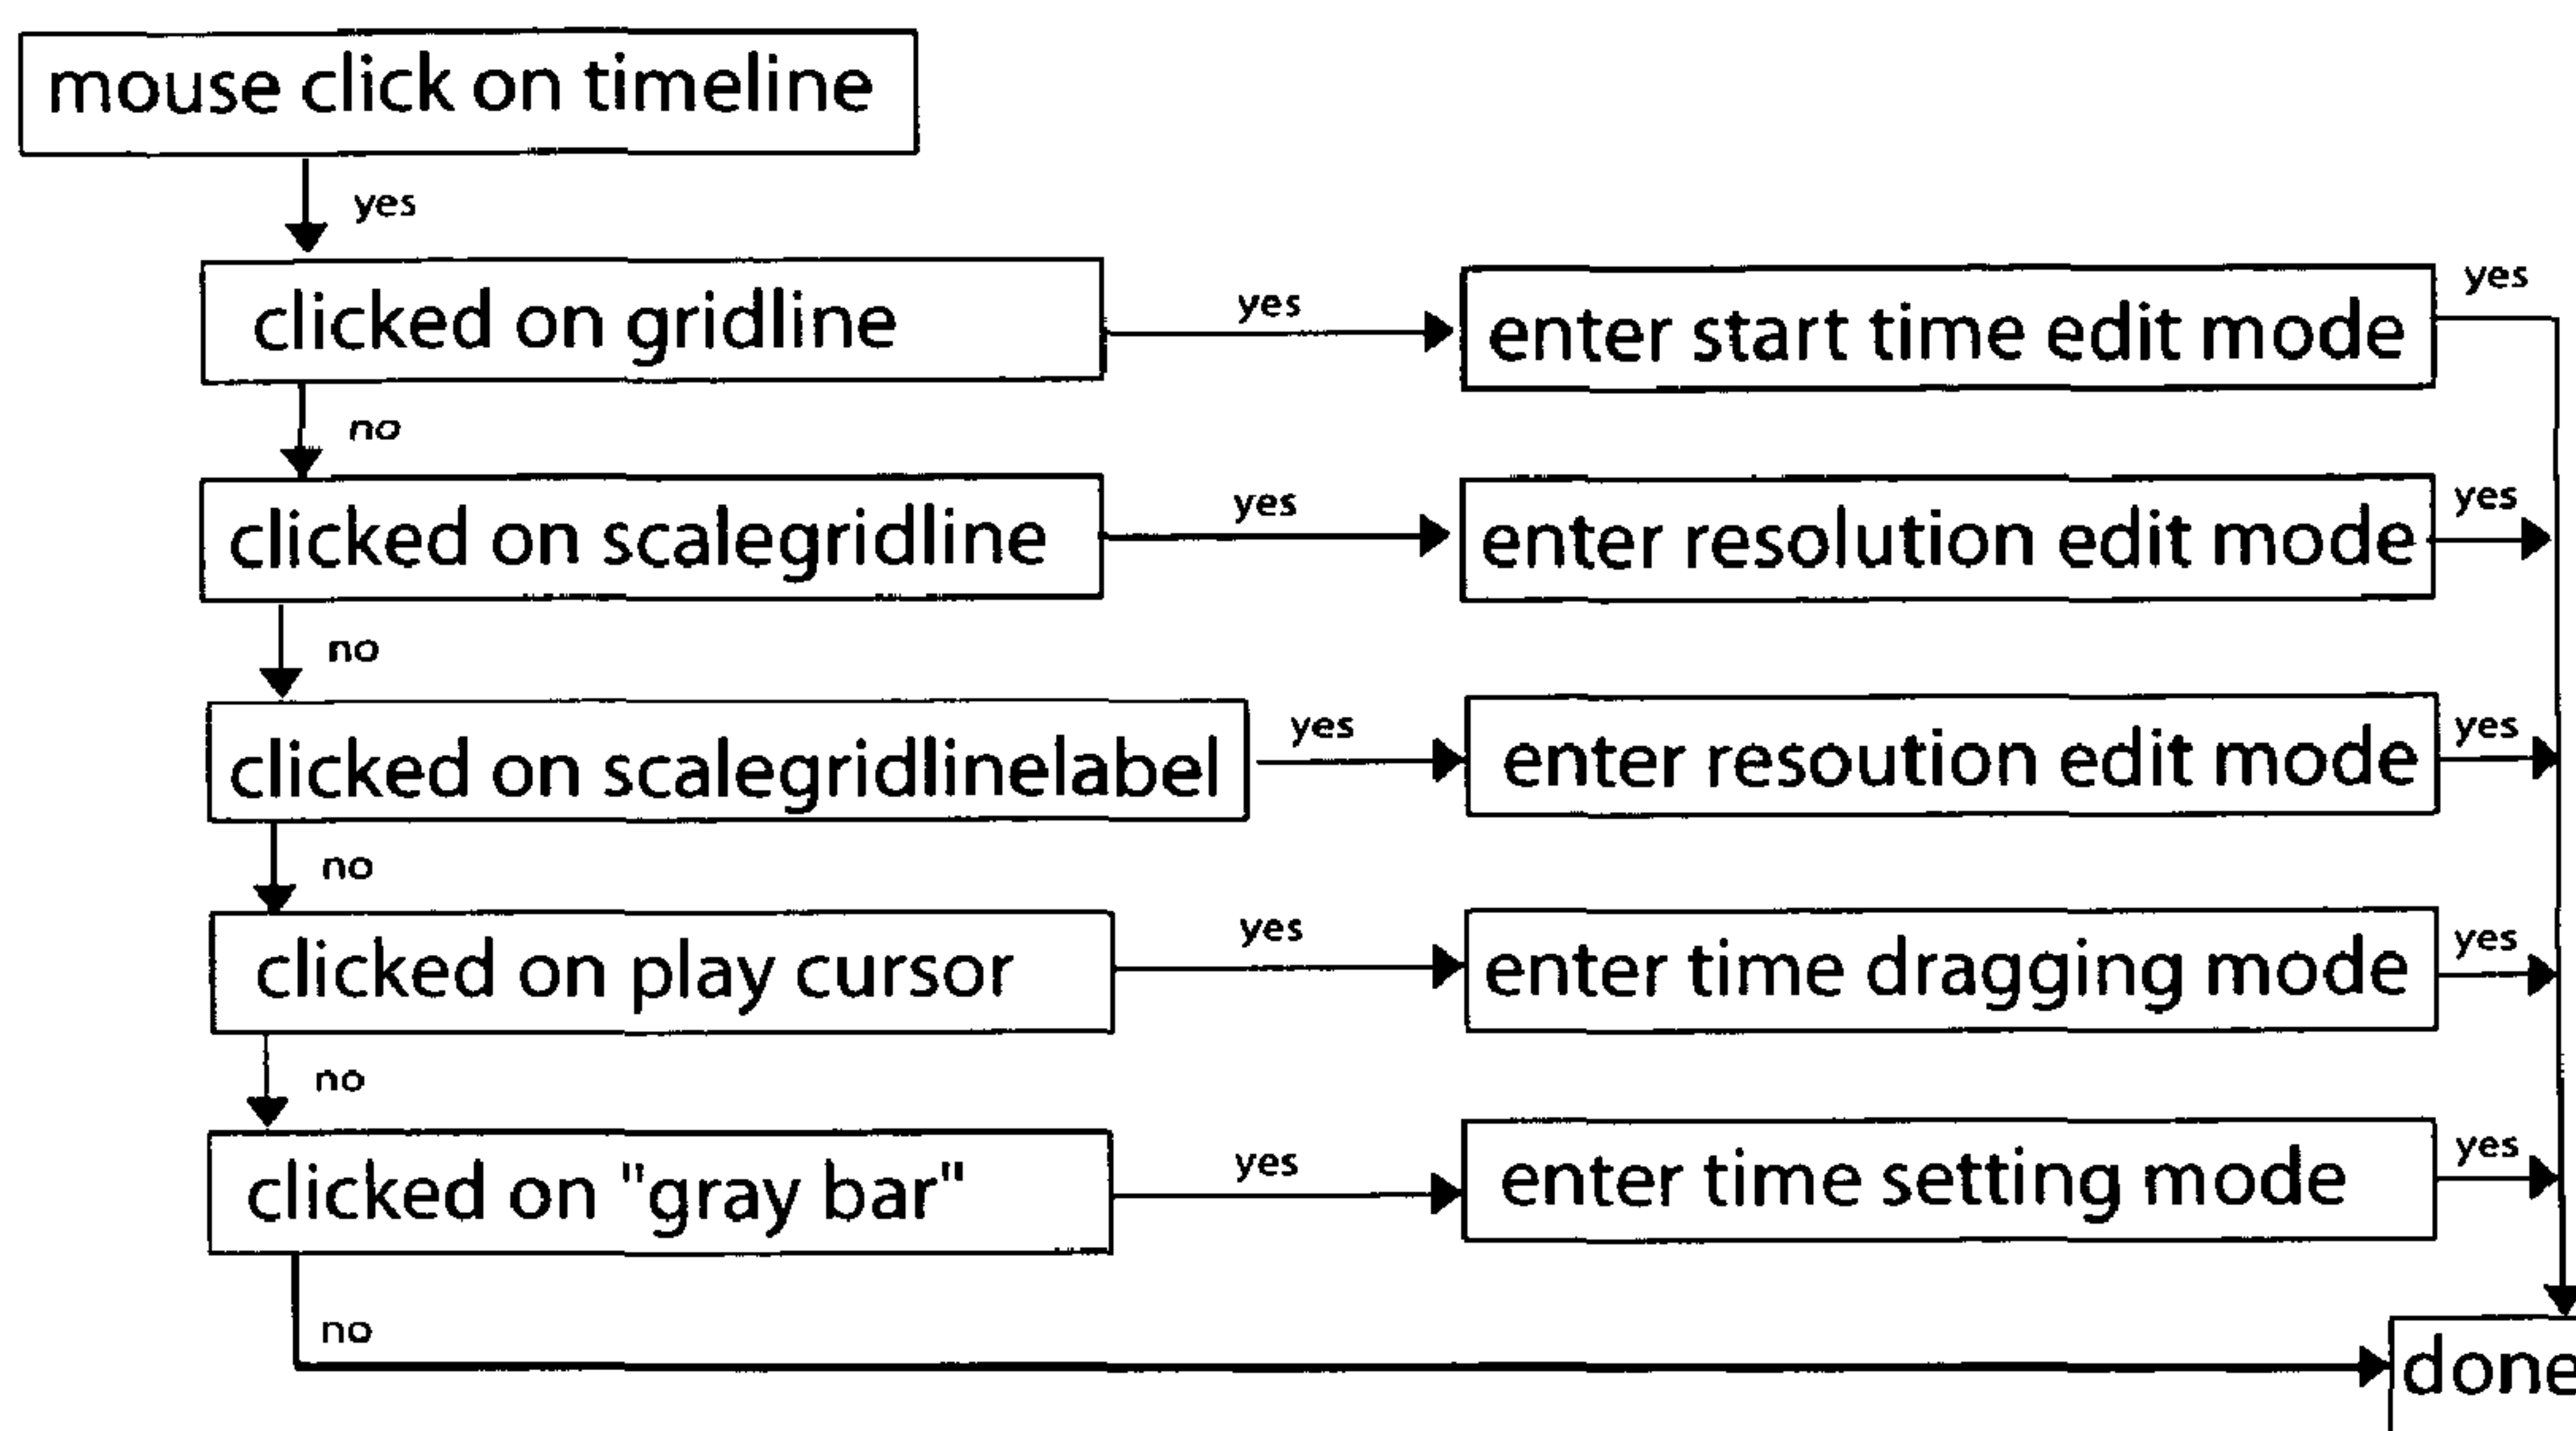 mouse click on timeline
yes
clicked on gridline
yes
enter start time edit mode
yes
no
clicked on scalegridline
yes
enter resolution edit mode
yes
no
clicked on scalegridlinelabel
yes
enter resoution edit mode
yes
no
clicked on play cursor
yes
enter time dragging mode
yes
no
clicked on "gray bar"
yes
enter time setting mode
yes
no
done